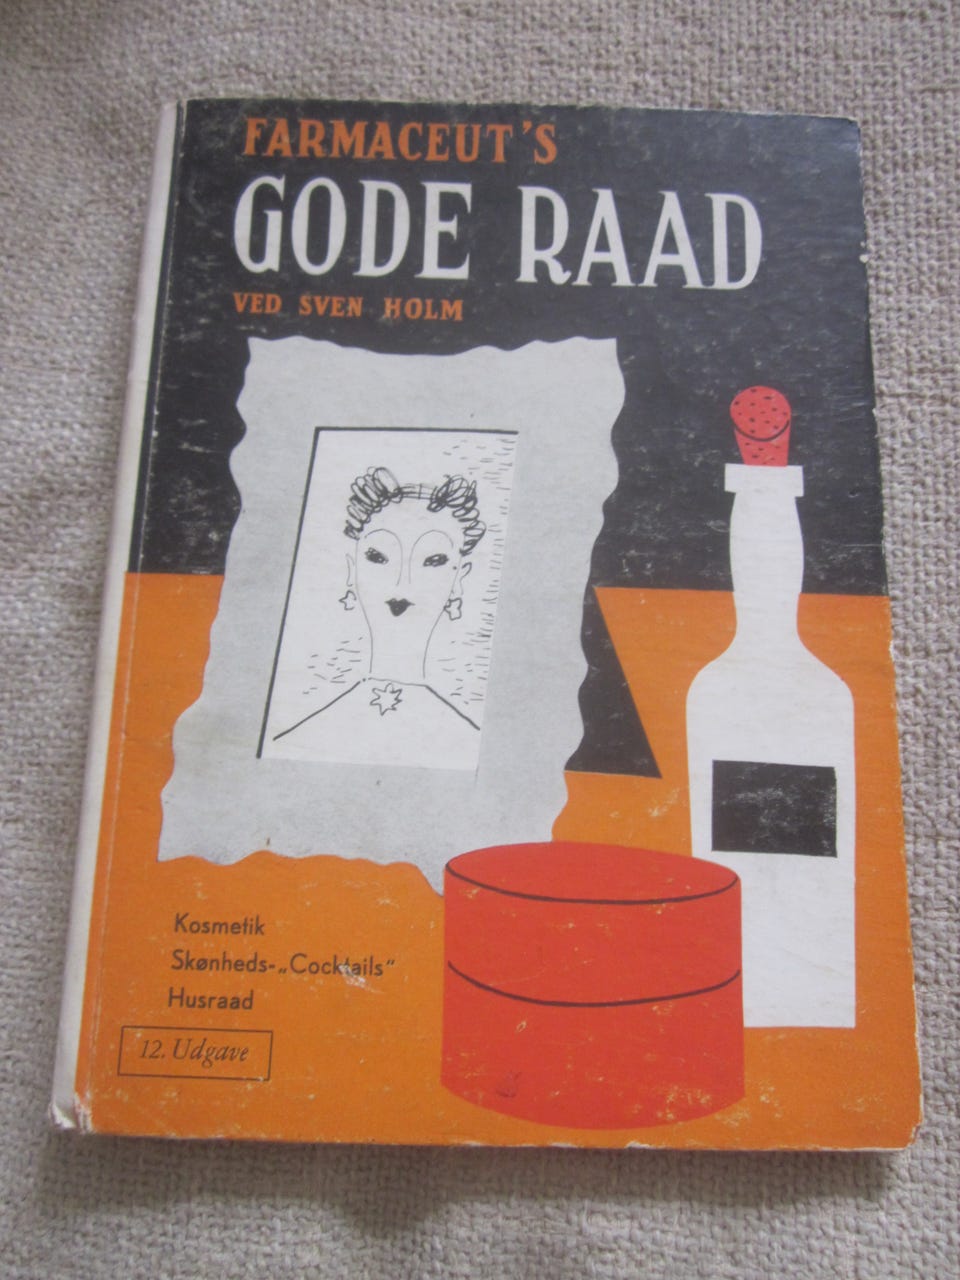 FARMACEUT'S
GODE RAAD
VED SVEN HOLM
Kosmetik
Skønheds-„Cocktails"
Husraad
12. Udgave